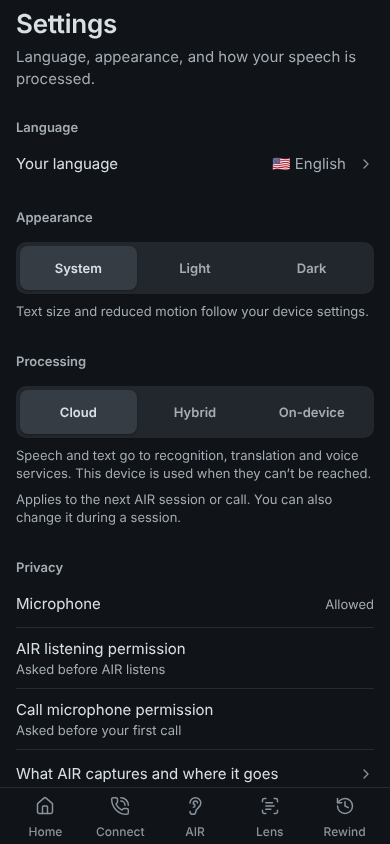 Settings
Language, appearance, and how your speech is
processed.
Language
Your language
English
Appearance
System
Light
Dark
Text size and reduced motion follow your device settings.
Processing
Cloud
Hybrid
On-device
Speech and text go to recognition, translation and voice
services. This device is used when they can’t be reached.
Applies to the next AIR session or call. You can also
change it during a session.
Privacy
Microphone
Allowed
AIR listening permission
Asked before AIR listens
Call microphone permission
Asked before your first call
What AIR captures and where it goes
Home
Connect
AIR
Lens
Rewind